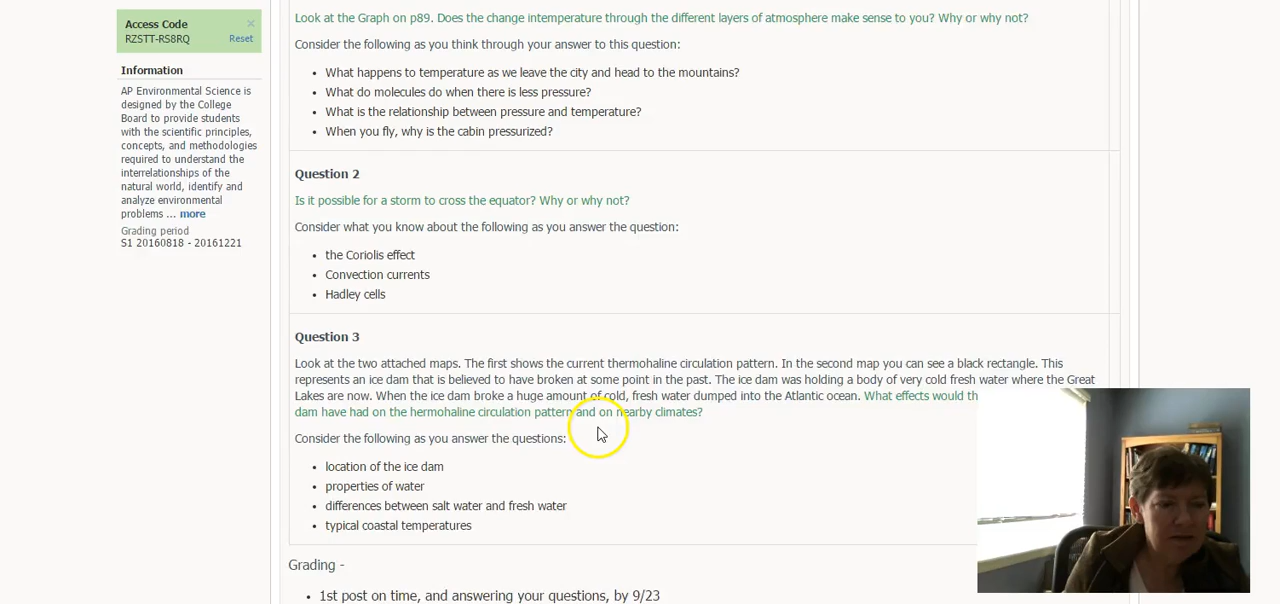 Access Code
×
RZSTT-RS8RQ
Reset
Information
AP Environmental Science is
designed by the College
Board to provide students
with the scientific principles,
concepts, and methodologies
required to understand the
interrelationships of the
natural world, identify and
analyze environmental
problems ... more
Grading period
S1 20160818 - 20161221
Look at the Graph on p89. Does the change intemperature through the different layers of atmosphere make sense to you? Why or why not?
Consider the following as you think through your answer to this question:
• What happens to temperature as we leave the city and head to the mountains?
• What do molecules do when there is less pressure?
• What is the relationship between pressure and temperature?
• When you fly, why is the cabin pressurized?
Question 2
Is it possible for a storm to cross the equator? Why or why not?
Consider what you know about the following as you answer the question:
• the Coriolis effect
• Convection currents
• Hadley cells
Question 3
Look at the two attached maps. The first shows the current thermohaline circulation pattern. In the second map you can see a black rectangle. This
represents an ice dam that is believed to have broken at some point in the past. The ice dam was holding a body of very cold fresh water where the Great
Lakes are now. When the ice dam broke a huge amount of cold, fresh water dumped into the Atlantic ocean. What effects would th
dam have had on the hermohaline circulation pattern and on nearby climates?
Consider the following as you answer the questions:
• location of the ice dam
• properties of water
• differences between salt water and fresh water
• typical coastal temperatures
Grading -
• 1st post on time, and answering your questions, by 9/23